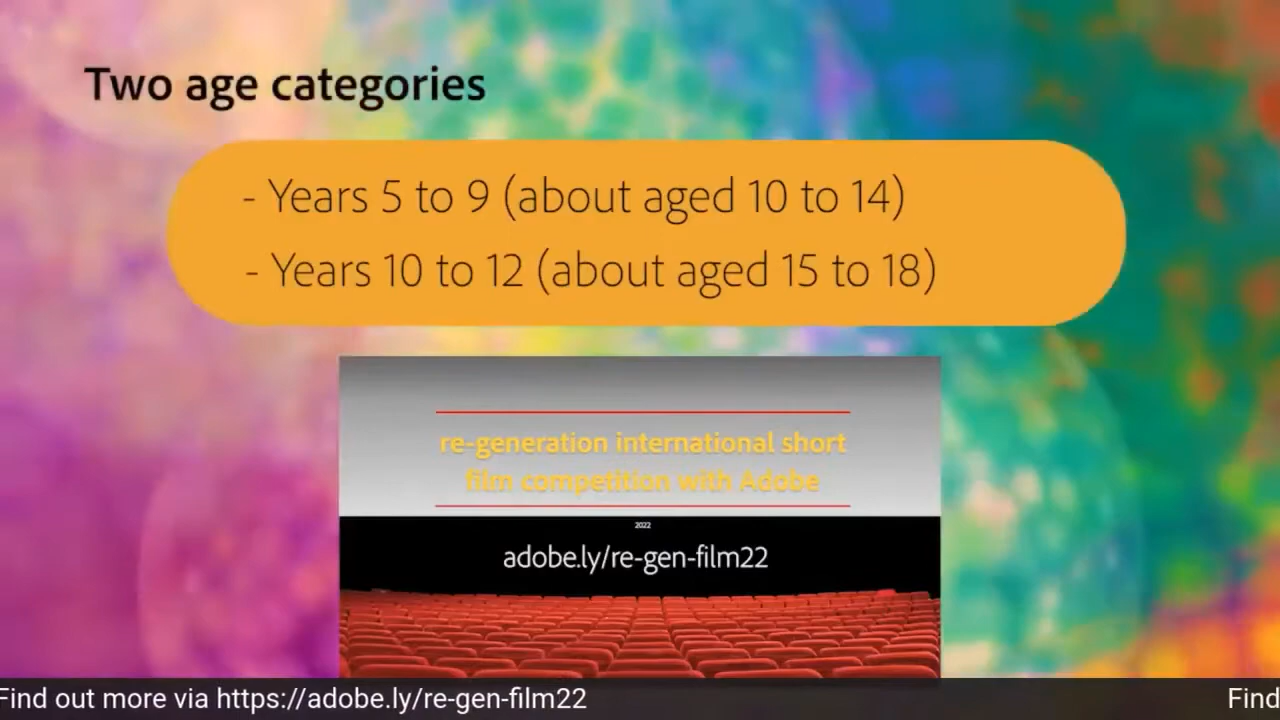 Two age categories
- Years 5 to 9 (about aged 10 to 14)
- Years 10 to 12 (about aged 15 to 18)
re-generation international short
film competition with Adobe
2022
adobe.ly/re-gen-film22
Find out more via https://adobe.ly/re-gen-film22 Find